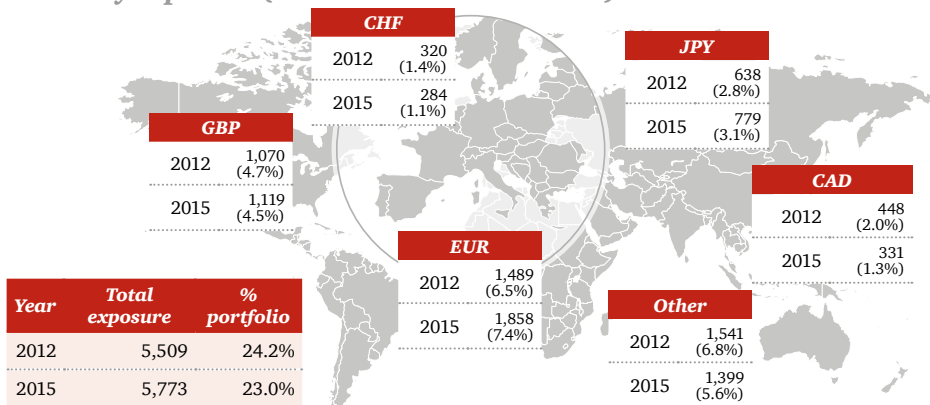 CHF
2012 320
(1.4%)
2015 284
(1.1%)
JPY
2012 638
(2.8%)
2015 779
(3.1%)
GBP
2012 1,070
(4.7%)
2015 1,119
(4.5%)
CAD
2012 448
(2.0%)
2015 331
(1.3%)
EUR
2012 1,489
(6.5%)
2015 1,858
(7.4%)
Other
2012 1,541
(6.8%)
2015 1,399
(5.6%)
Year Total exposure % portfolio
2012 5,509 24.2%
2015 5,773 23.0%